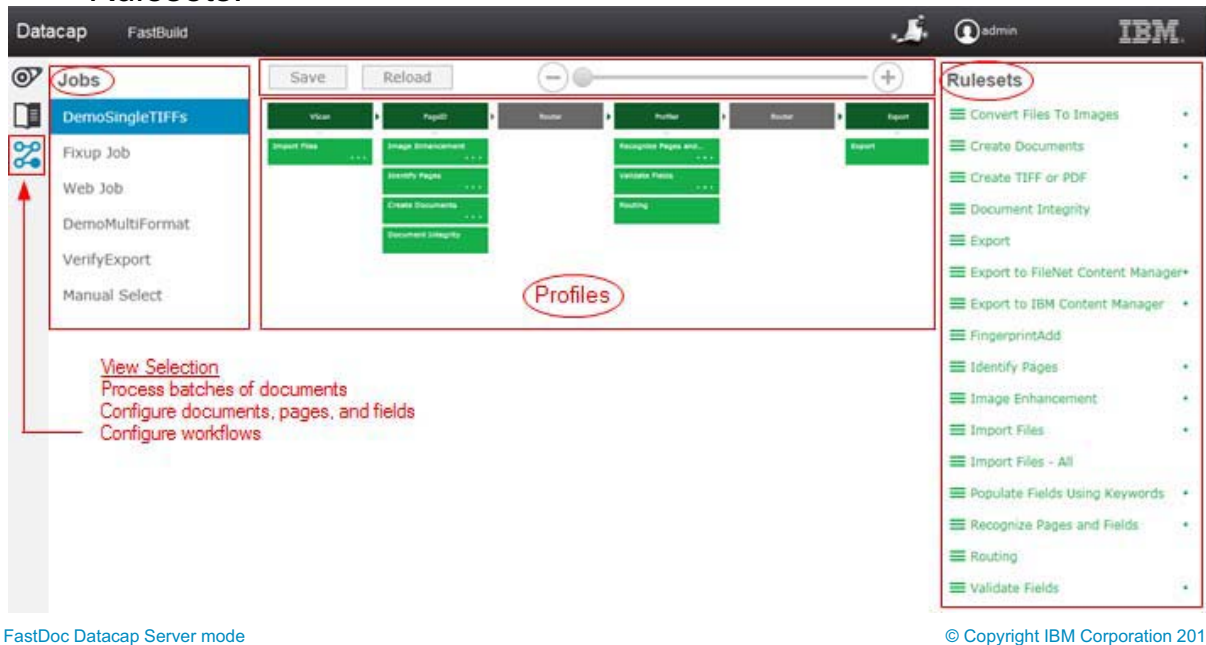 Rulesets.
Datacap FastBuild admin IBM.
Jobs
DemoSingleTIFFs
Fixup Job
Web Job
DemoMultiFormat
VerifyExport
Manual Select
Save Reload
VScan PageID Router Profiler Router Export
Import Files
Image Enhancement
Identify Pages
Create Documents
Document Integrity
Recognize Pages and...
Validate Fields
Routing
Export
Profiles
Rulesets
Convert Files To Images
Create Documents
Create TIFF or PDF
Document Integrity
Export
Export to FileNet Content Manager
Export to IBM Content Manager
FingerprintAdd
Identify Pages
Image Enhancement
Import Files
Import Files - All
Populate Fields Using Keywords
Recognize Pages and Fields
Routing
Validate Fields
View Selection
Process batches of documents
Configure documents, pages, and fields
Configure workflows
FastDoc Datacap Server mode
© Copyright IBM Corporation 201